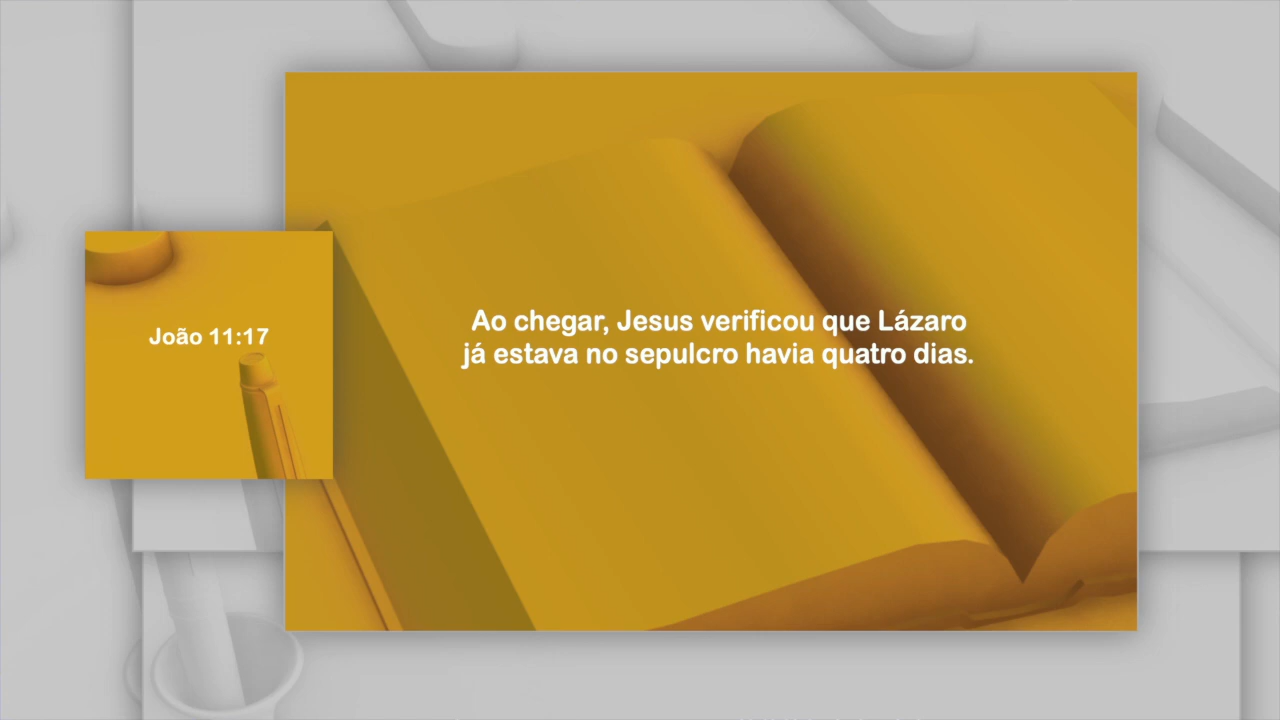 João 11:17
Ao chegar, Jesus verificou que Lázaro
já estava no sepulcro havia quatro dias.